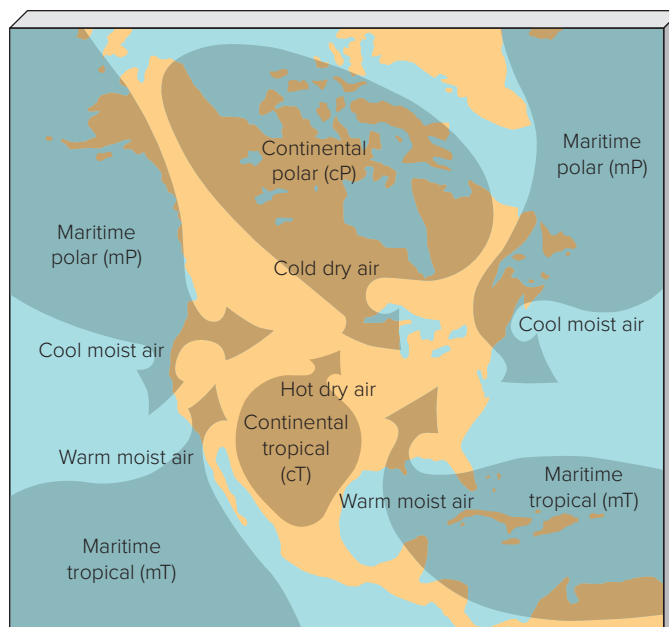 Continental
polar (cP)
Maritime
polar (mP)
Maritime
polar (mP)
Cold dry air
Cool moist air
Cool moist air
Hot dry air
Continental
tropical
(cT)
Warm moist air
Warm moist air
Maritime
tropical (mT)
Maritime
tropical (mT)